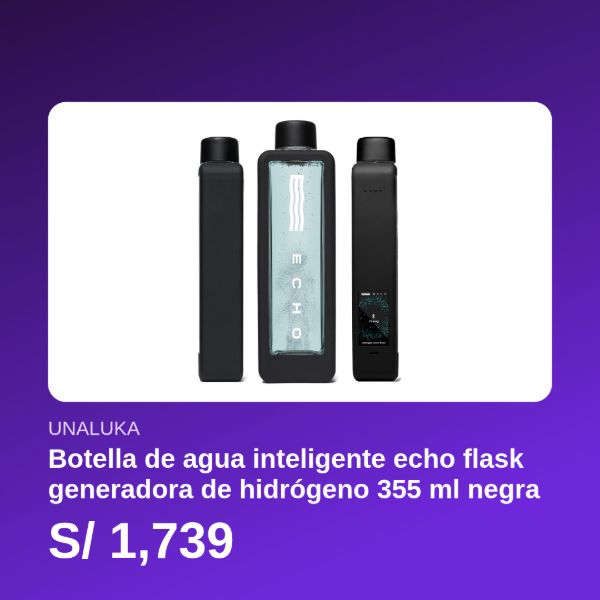 ECHO
UNALUKA
Botella de agua inteligente echo flask
generadora de hidrógeno 355 ml negra
S/ 1,739